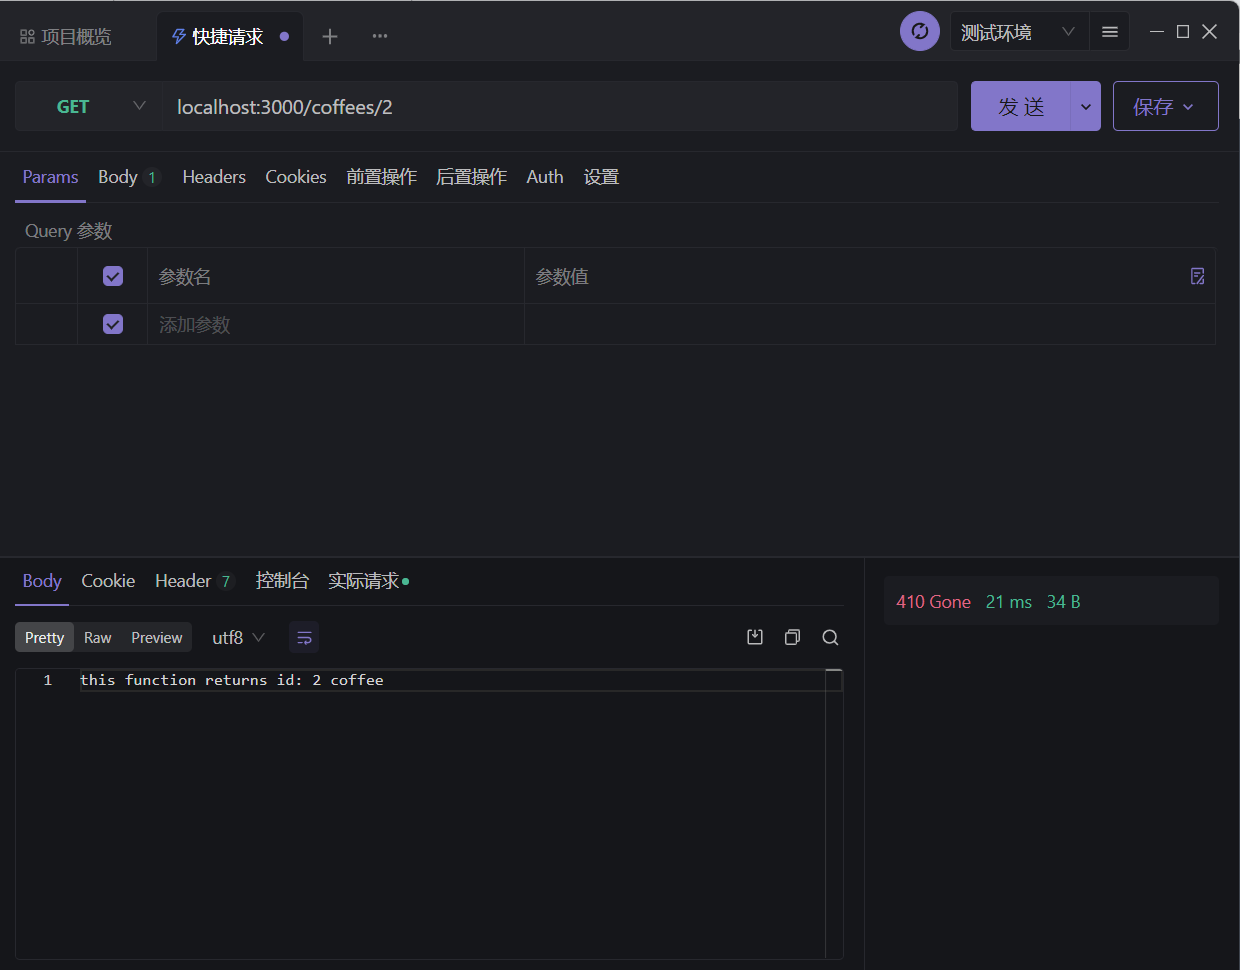 项目概览 快捷请求 测试环境
GET localhost:3000/coffees/2 发送 保存
Params Body 1 Headers Cookies 前置操作 后置操作 Auth 设置
Query 参数
参数名 参数值
添加参数
Body Cookie Header 7 控制台 实际请求
410 Gone 21 ms 34 B
Pretty Raw Preview utf8
1 this function returns id: 2 coffee